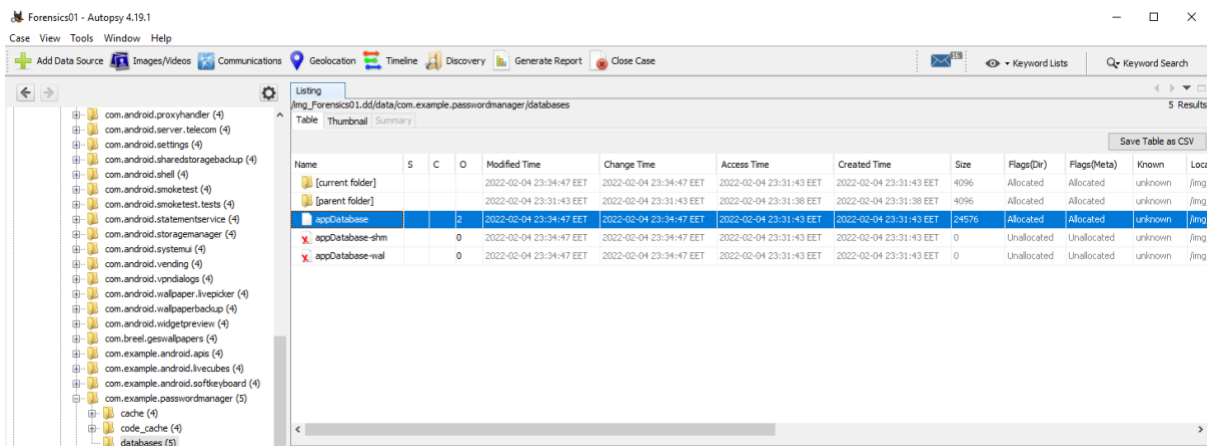 Forensics01 - Autopsy 4.19.1
Case View Tools Window Help
Add Data Source Images/Videos Communications Geolocation Timeline Discovery Generate Report Close Case Keyword Lists Keyword Search
Listing
/img_Forensics01.dd/data/com.example.passwordmanager/databases
5 Results
Table Thumbnail Summary
Save Table as CSV
Name S C O Modified Time Change Time Access Time Created Time Size Flags(Dir) Flags(Meta) Known Loca
[current folder] 2022-02-04 23:34:47 EET 2022-02-04 23:34:47 EET 2022-02-04 23:31:43 EET 2022-02-04 23:31:43 EET 4096 Allocated Allocated unknown /img
[parent folder] 2022-02-04 23:31:43 EET 2022-02-04 23:31:43 EET 2022-02-04 23:31:38 EET 2022-02-04 23:31:38 EET 4096 Allocated Allocated unknown /img
appDatabase 2 2022-02-04 23:34:47 EET 2022-02-04 23:34:47 EET 2022-02-04 23:31:43 EET 2022-02-04 23:31:43 EET 24576 Allocated Allocated unknown /img
appDatabase-shm 0 2022-02-04 23:34:47 EET 2022-02-04 23:34:47 EET 2022-02-04 23:31:43 EET 2022-02-04 23:31:43 EET 0 Unallocated Unallocated unknown /img
appDatabase-wal 0 2022-02-04 23:34:47 EET 2022-02-04 23:34:47 EET 2022-02-04 23:31:43 EET 2022-02-04 23:31:43 EET 0 Unallocated Unallocated unknown /img
com.android.proxyhandler (4)
com.android.server.telecom (4)
com.android.settings (4)
com.android.sharedstoragebackup (4)
com.android.shell (4)
com.android.smoketest (4)
com.android.smoketest.tests (4)
com.android.statementservice (4)
com.android.storagemanager (4)
com.android.systemui (4)
com.android.vending (4)
com.android.vpndialogs (4)
com.android.wallpaper.livepicker (4)
com.android.wallpaperbackup (4)
com.android.widgetpreview (4)
com.breel.geswallpapers (4)
com.example.android.apis (4)
com.example.android.livecubes (4)
com.example.android.softkeyboard (4)
com.example.passwordmanager (5)
cache (4)
code_cache (4)
databases (5)